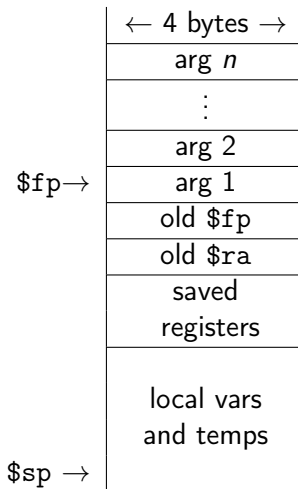 ← 4 bytes →
arg n
⋮
arg 2
$fp→ arg 1
old $fp
old $ra
saved
registers
local vars
and temps
$sp →